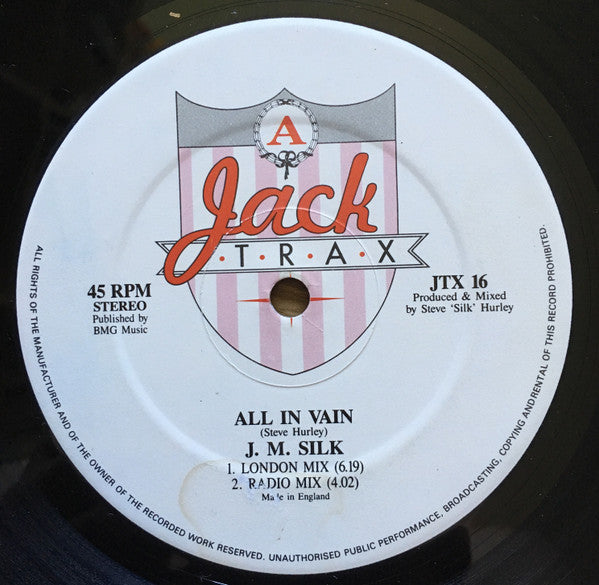 A
Jack
T·R·A·X
45 RPM
STEREO
Published by
BMG Music
JTX 16
Produced & Mixed
by Steve 'Silk' Hurley
ALL IN VAIN
(Steve Hurley)
J. M. SILK
1. LONDON MIX (6.19)
2. RADIO MIX (4.02)
Made in England
ALL RIGHTS OF THE MANUFACTURER AND OF THE OWNER OF THE RECORDED WORK RESERVED. UNAUTHORISED PUBLIC PERFORMANCE, BROADCASTING, COPYING AND RENTAL OF THIS RECORD PROHIBITED.